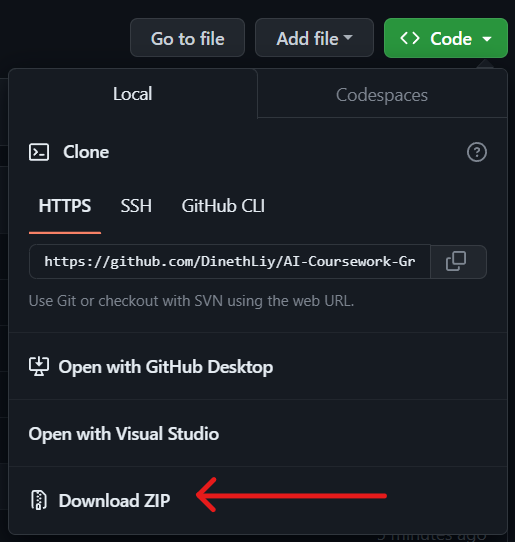 Go to file Add file Code
Local Codespaces
Clone
HTTPS SSH GitHub CLI
https://github.com/DinethLiy/AI-Coursework-Gr
Use Git or checkout with SVN using the web URL.
Open with GitHub Desktop
Open with Visual Studio
Download ZIP
5 minutes ago